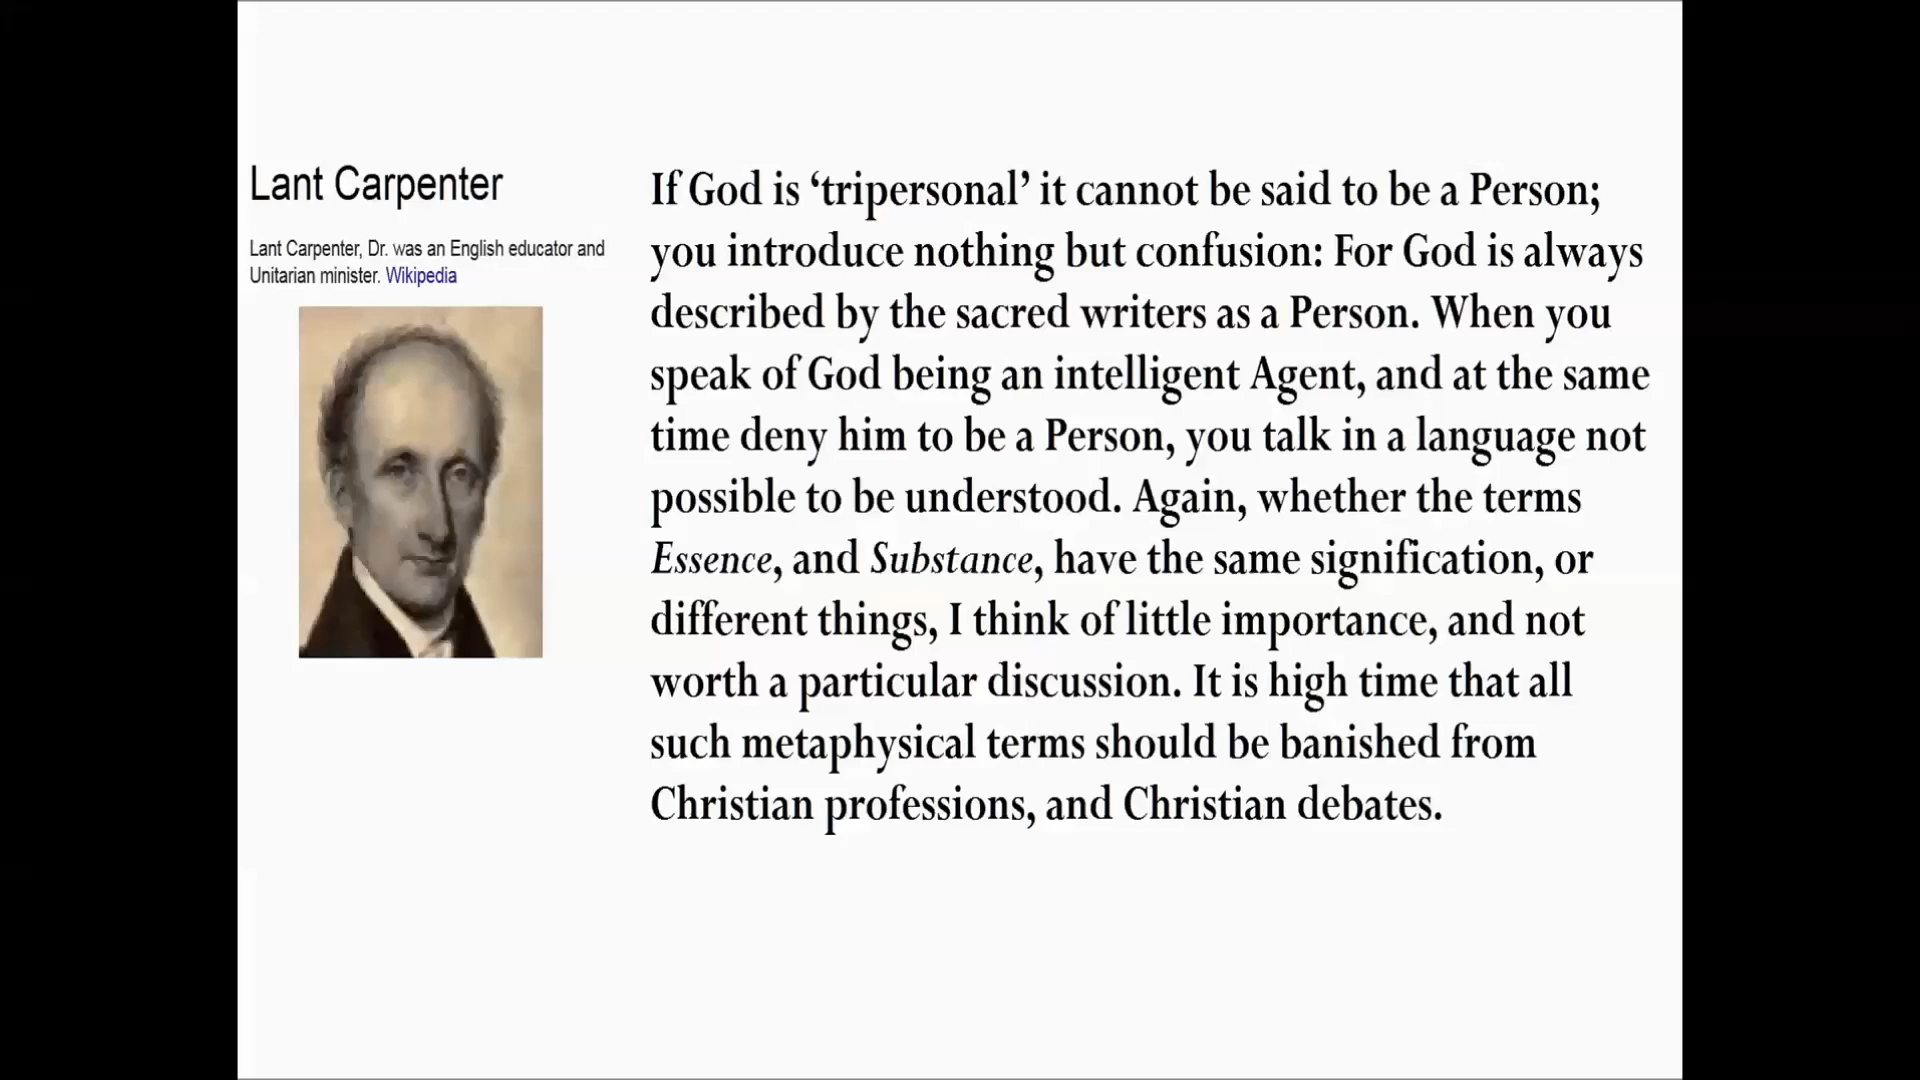 Lant Carpenter
Lant Carpenter, Dr. was an English educator and
Unitarian minister. Wikipedia
If God is ‘tripersonal’ it cannot be said to be a Person;
you introduce nothing but confusion: For God is always
described by the sacred writers as a Person. When you
speak of God being an intelligent Agent, and at the same
time deny him to be a Person, you talk in a language not
possible to be understood. Again, whether the terms
Essence, and Substance, have the same signification, or
different things, I think of little importance, and not
worth a particular discussion. It is high time that all
such metaphysical terms should be banished from
Christian professions, and Christian debates.